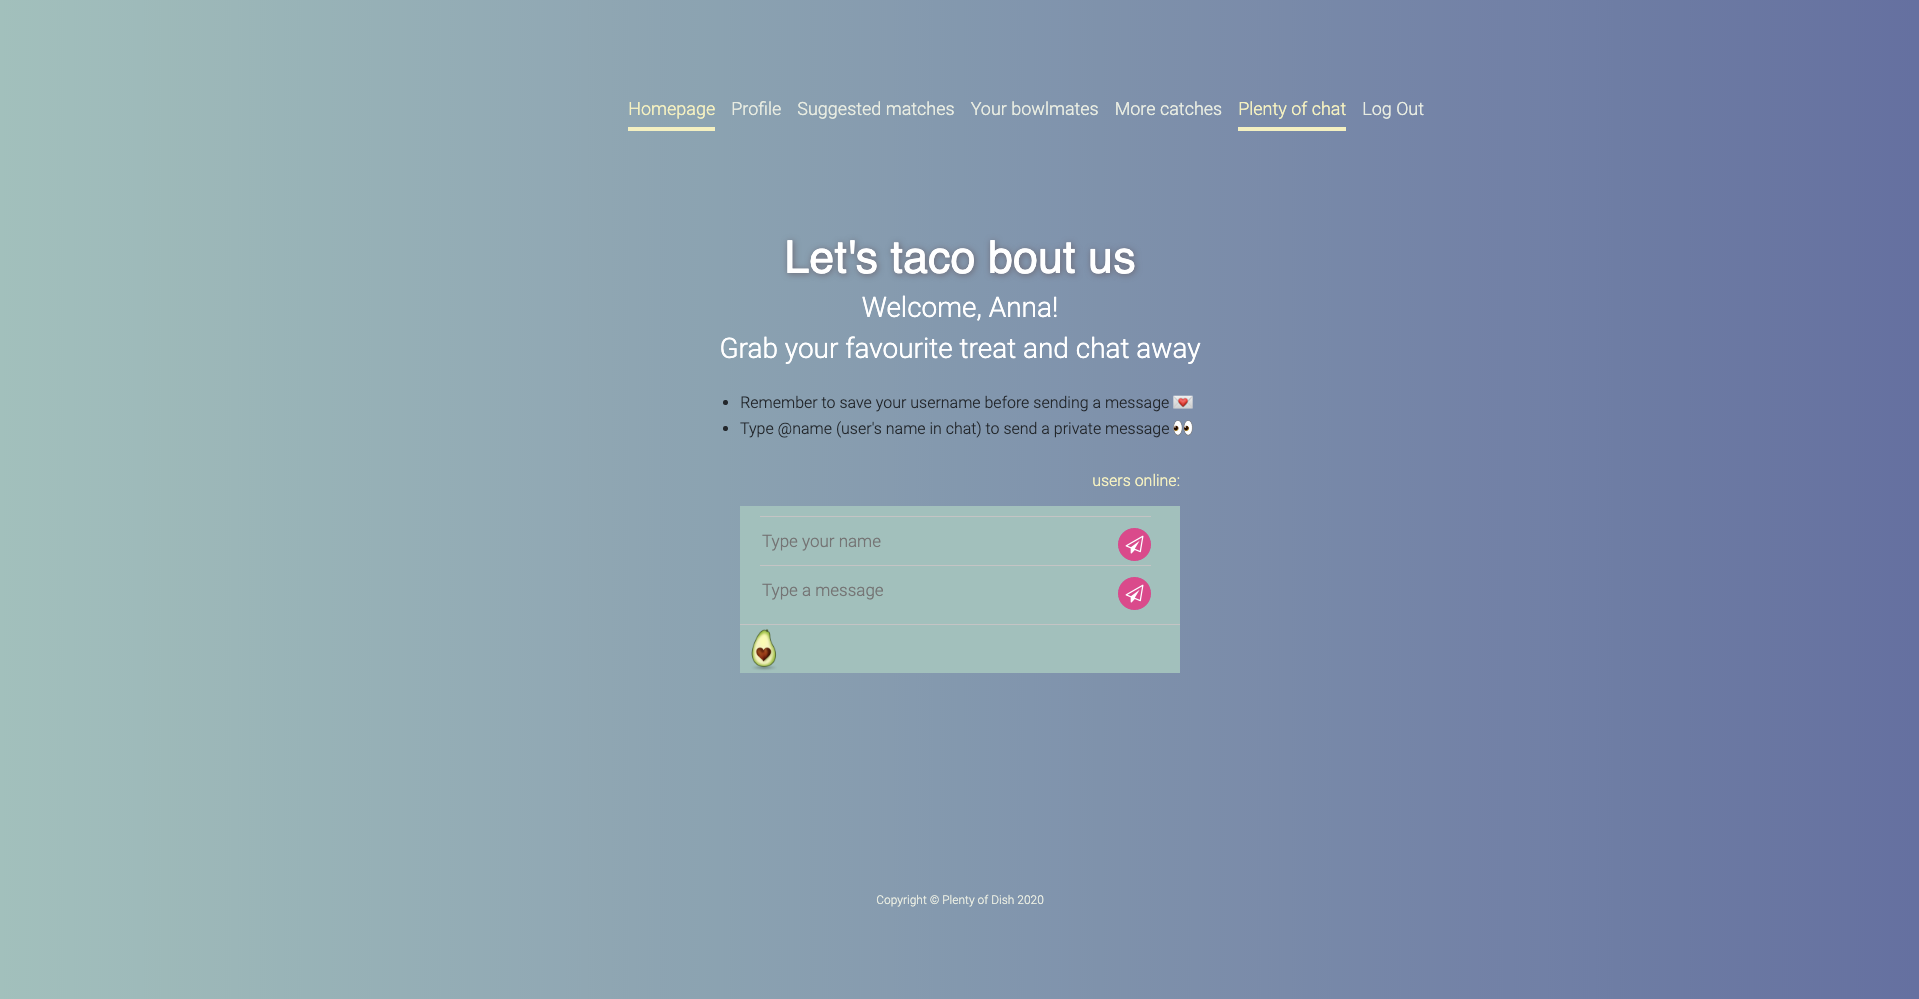 Homepage Profile Suggested matches Your bowlmates More catches Plenty of chat Log Out
Let's taco bout us
Welcome, Anna!
Grab your favourite treat and chat away
• Remember to save your username before sending a message 💌
• Type @name (user's name in chat) to send a private message 👀
users online:
Type your name
Type a message
Copyright © Plenty of Dish 2020